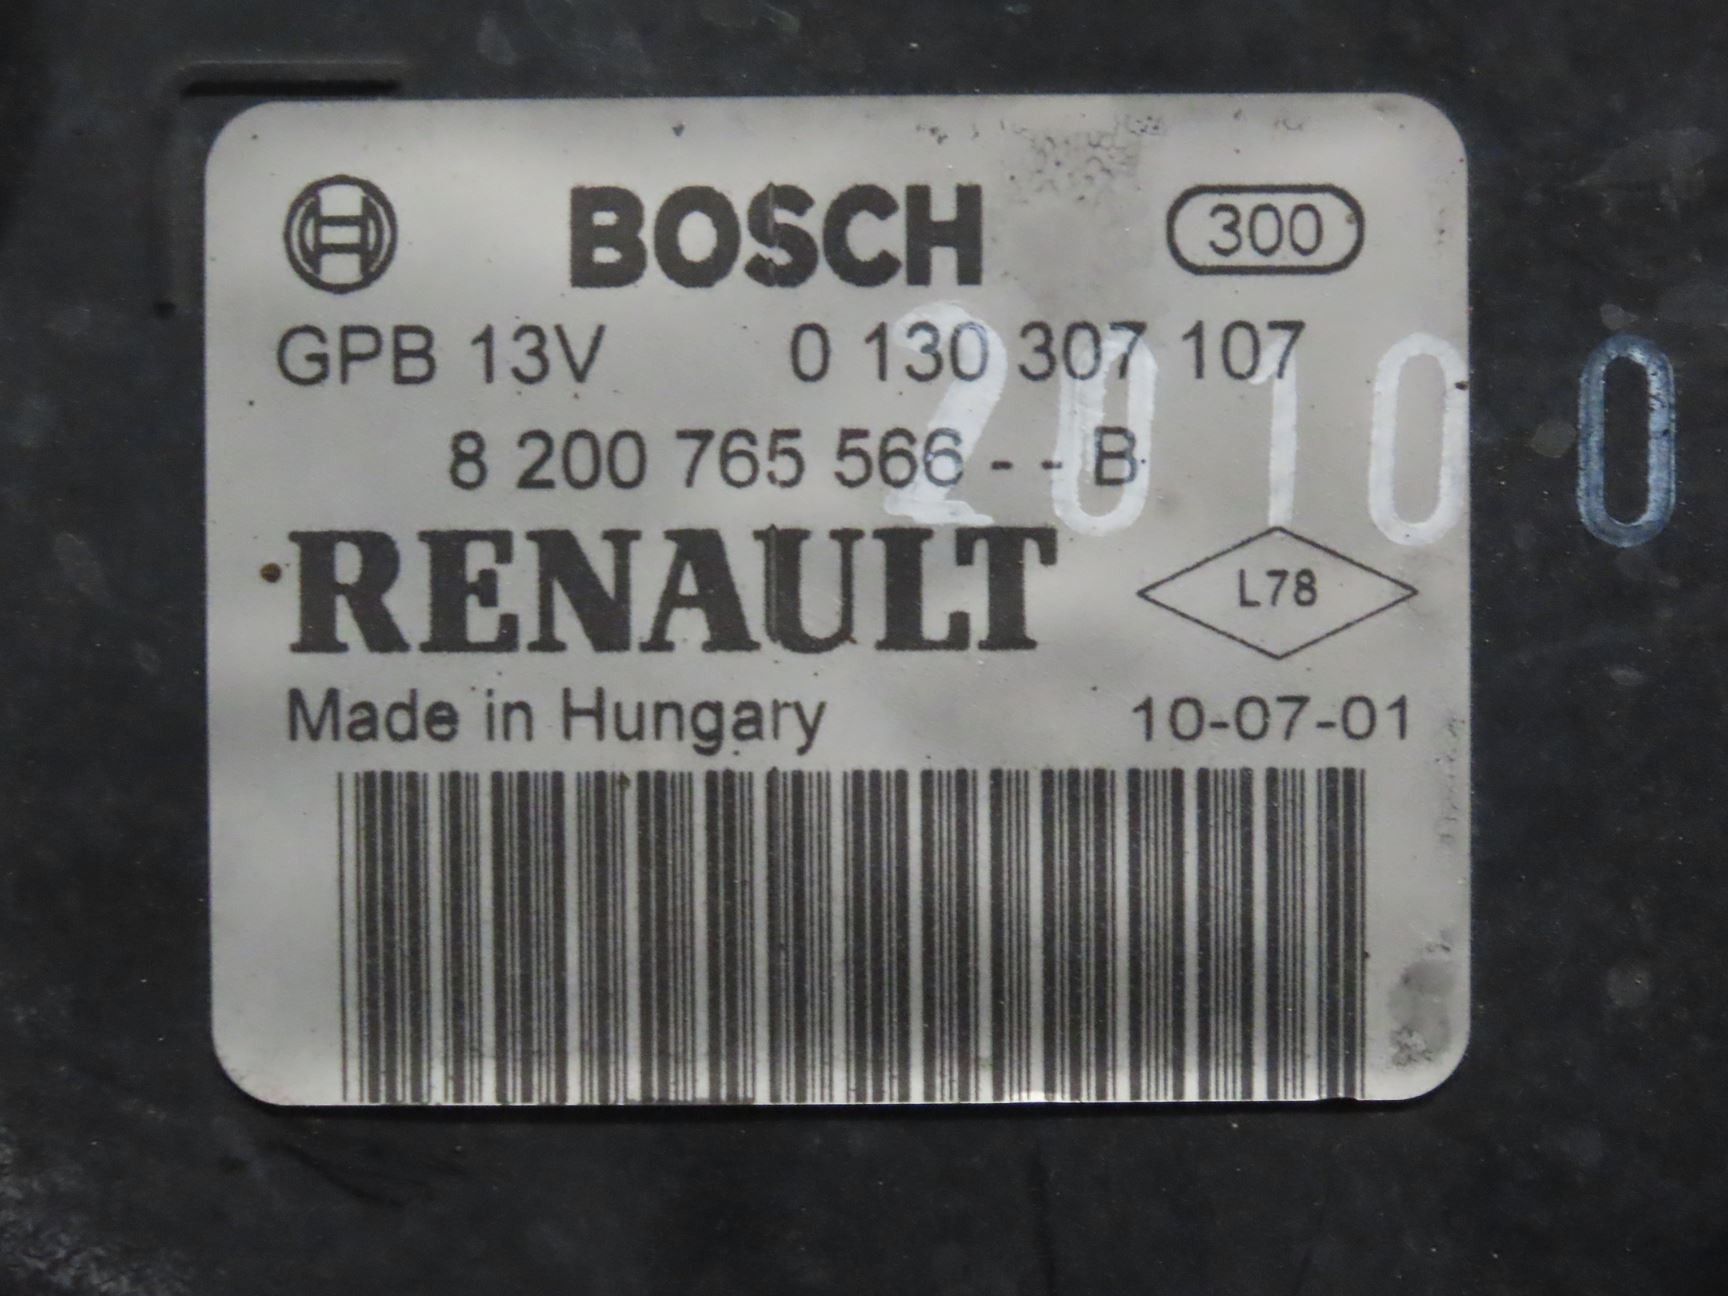 BOSCH 300
GPB 13V 0 130 307 107
2010 0
8 200 765 566 - - B
RENAULT L78
Made in Hungary 10-07-01